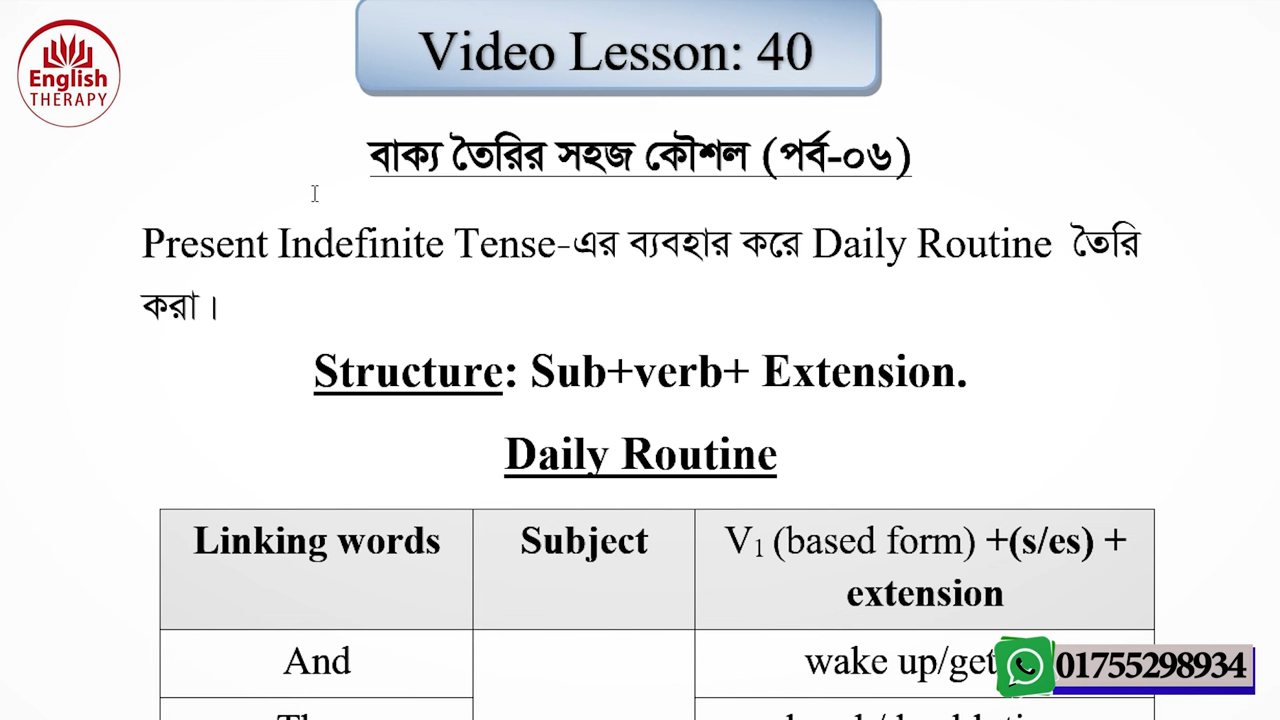 English
THERAPY
Video Lesson: 40
বাক্য তৈরির সহজ কৌশল (পর্ব-০৬)
Present Indefinite Tense-এর ব্যবহার করে Daily Routine তৈরি
করা।
Structure: Sub+verb+ Extension.
Daily Routine
Linking words Subject V1 (based form) +(s/es) +
extension
And wake up/get
01755298934